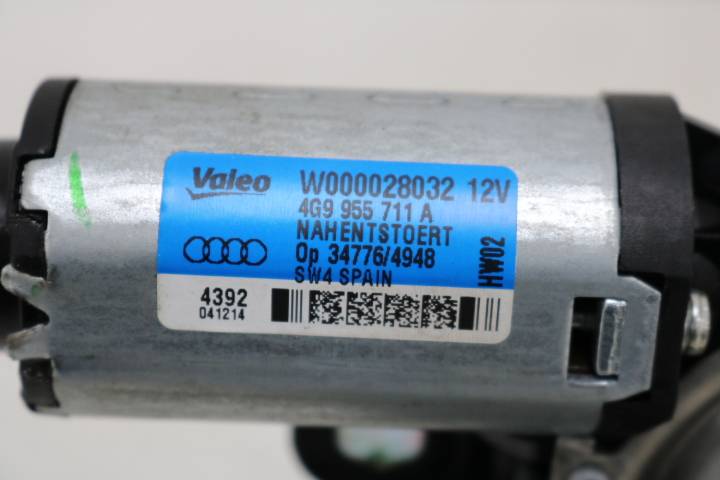 Valeo W000028032 12V
4G9 955 711 A
NAHENTSTOERT
Op 34776/4948
SW4 SPAIN
HW02
4392
041214